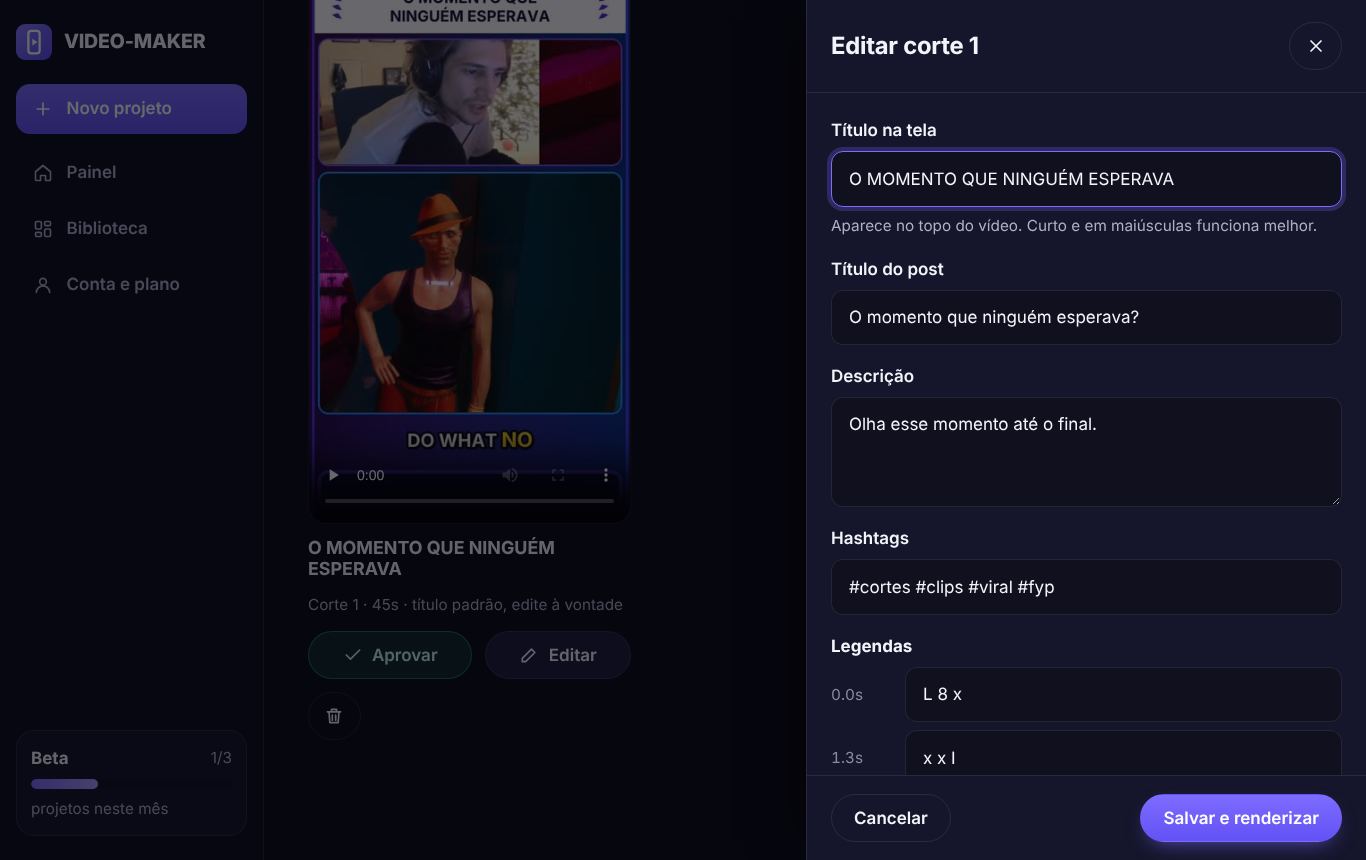 VIDEO-MAKER
Novo projeto
Painel
Biblioteca
Conta e plano
Beta
1/3
projetos neste mês
NINGUÉM ESPERAVA
DO WHAT NO
0:00
O MOMENTO QUE NINGUÉM
ESPERAVA
Corte 1 · 45s · título padrão, edite à vontade
Aprovar
Editar
Editar corte 1
Título na tela
O MOMENTO QUE NINGUÉM ESPERAVA
Aparece no topo do vídeo. Curto e em maiúsculas funciona melhor.
Título do post
O momento que ninguém esperava?
Descrição
Olha esse momento até o final.
Hashtags
#cortes #clips #viral #fyp
Legendas
0.0s
L 8 x
1.3s
x x I
Cancelar
Salvar e renderizar